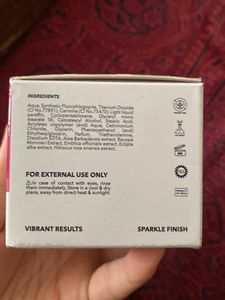 INGREDIENTS
Aqua, Synthetic Fluorphlogopite, Titanium Dioxide
(CI No.77891), Carmine (CI No.75470), Light liquid
paraffin, Cyclopentasiloxane, Glyceryl mono
stearate SE, Cetostearyl Alcohol, Stearic Acid,
Acrylates copolymer (and) Aqua, Cetrimonium
Chloride, Glycerin, Phenoxyethanol (and)
Ethylhexylglycerin, Parfum, Triethanolamine,
Disodium EDTA, Aloe Barbadensis extract, Bacopa
Monnieri Extract, Emblica officinalis extract, Eclipta
alba extract, Hibiscus rosa sinensis extract.
FOR EXTERNAL USE ONLY
In case of contact with eyes, rinse
them immediately. Store in a cool & dry
place, away from direct heat & sunlight.
VIBRANT RESULTS
SPARKLE FINISH